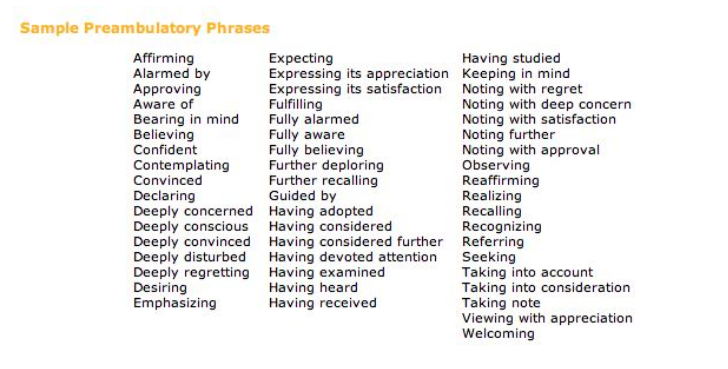 Sample Preambulatory Phrases
Affirming
Alarmed by
Approving
Aware of
Bearing in mind
Believing
Confident
Contemplating
Convinced
Declaring
Deeply concerned
Deeply conscious
Deeply convinced
Deeply disturbed
Deeply regretting
Desiring
Emphasizing
Expecting
Expressing its appreciation
Expressing its satisfaction
Fulfilling
Fully alarmed
Fully aware
Fully believing
Further deploring
Further recalling
Guided by
Having adopted
Having considered
Having considered further
Having devoted attention
Having examined
Having heard
Having received
Having studied
Keeping in mind
Noting with regret
Noting with deep concern
Noting with satisfaction
Noting further
Noting with approval
Observing
Reaffirming
Realizing
Recalling
Recognizing
Referring
Seeking
Taking into account
Taking into consideration
Taking note
Viewing with appreciation
Welcoming